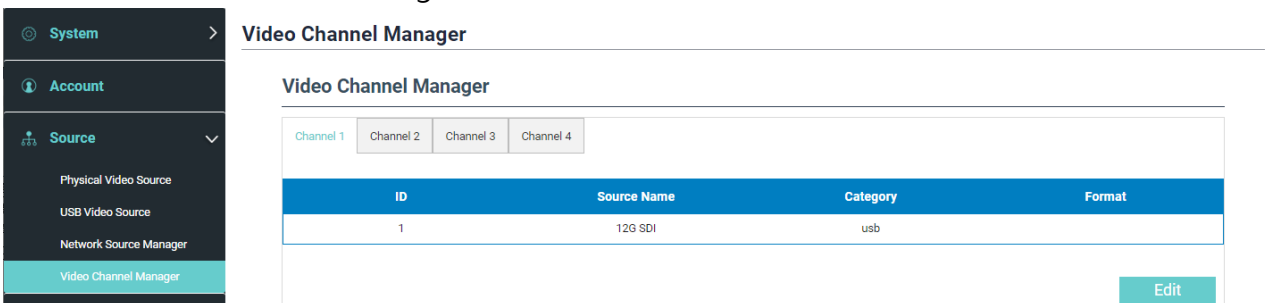 System
Account
Source
Physical Video Source
USB Video Source
Network Source Manager
Video Channel Manager
Video Channel Manager
Video Channel Manager
Channel 1 Channel 2 Channel 3 Channel 4
ID Source Name Category Format
1 12G SDI usb
Edit